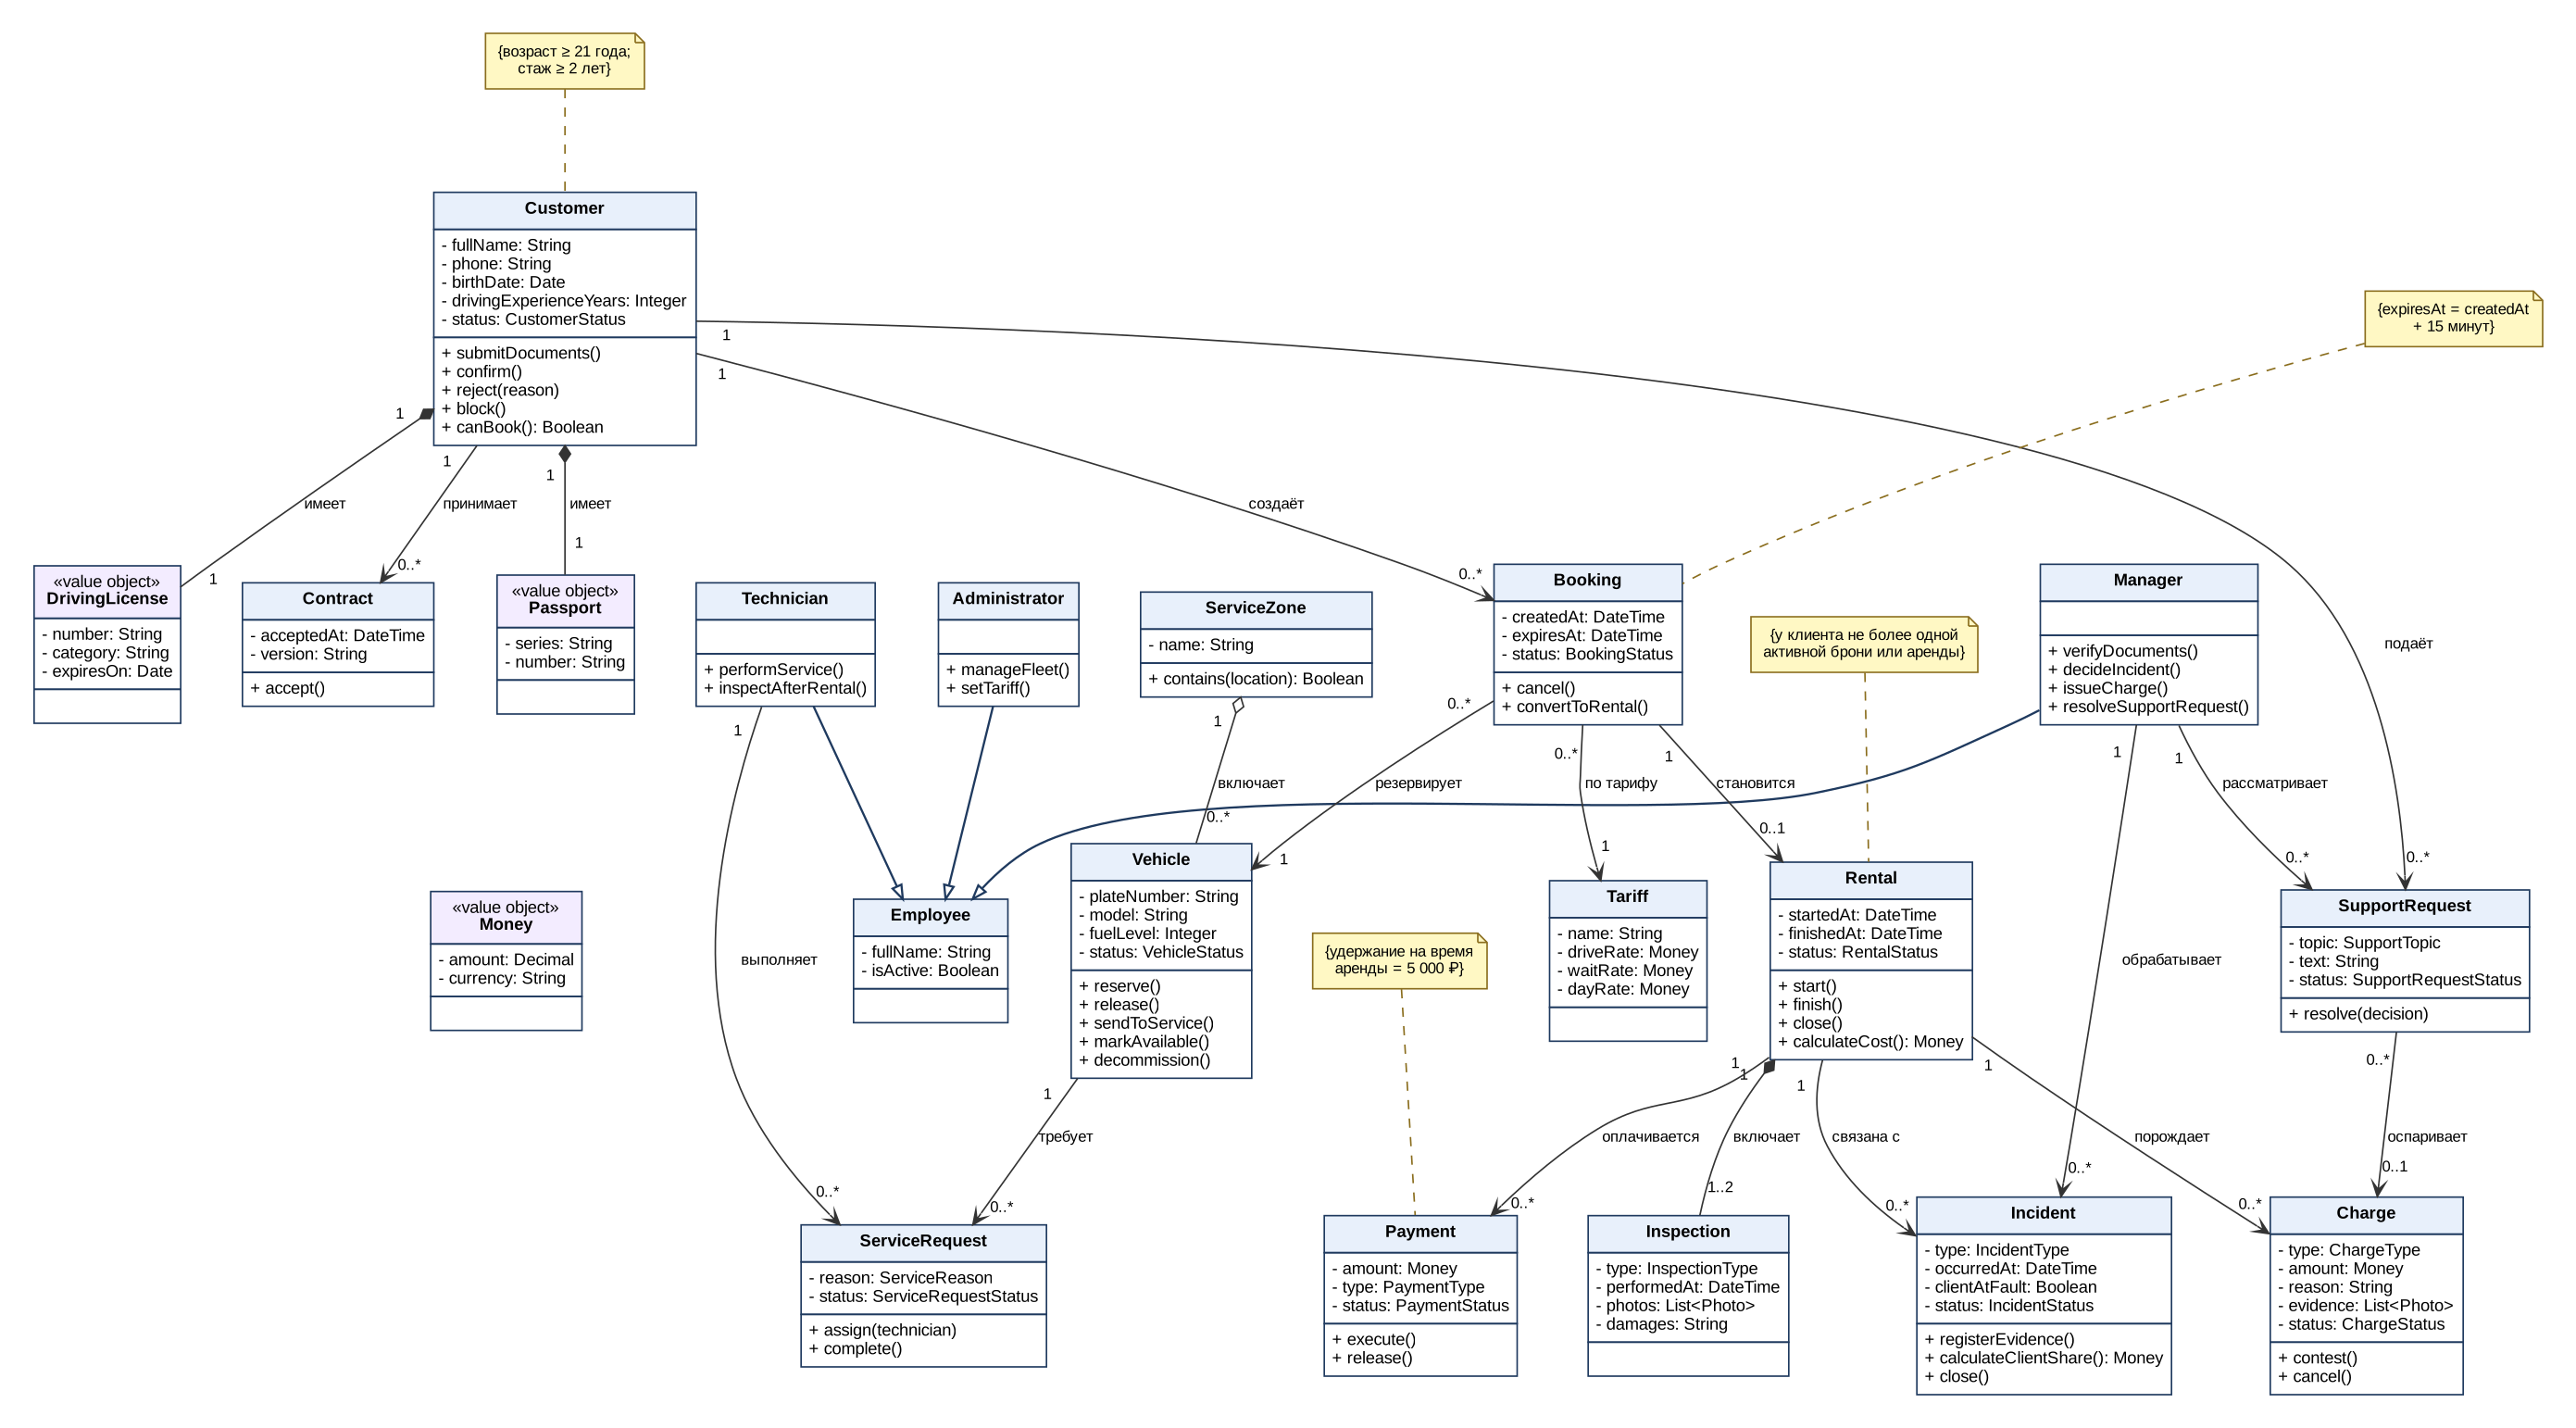 {возраст ≥ 21 года;
стаж ≥ 2 лет}
Customer
- fullName: String
- phone: String
- birthDate: Date
- drivingExperienceYears: Integer
- status: CustomerStatus
+ submitDocuments()
+ confirm()
+ reject(reason)
+ block()
+ canBook(): Boolean
{expiresAt = createdAt
+ 15 минут}
1
1
1
1
1
имеет
принимает
имеет
создаёт
подаёт
1
0..*
1
0..*
0..*
«value object»
DrivingLicense
- number: String
- category: String
- expiresOn: Date
Contract
- acceptedAt: DateTime
- version: String
+ accept()
«value object»
Passport
- series: String
- number: String
Technician
+ performService()
+ inspectAfterRental()
Administrator
+ manageFleet()
+ setTariff()
ServiceZone
- name: String
+ contains(location): Boolean
Booking
- createdAt: DateTime
- expiresAt: DateTime
- status: BookingStatus
+ cancel()
+ convertToRental()
{у клиента не более одной
активной брони или аренды}
Manager
+ verifyDocuments()
+ decideIncident()
+ issueCharge()
+ resolveSupportRequest()
1
1
0..*
0..*
1
1
1
включает
резервирует
по тарифу
становится
рассматривает
0..*
1
1
0..1
0..*
«value object»
Money
- amount: Decimal
- currency: String
выполняет
Employee
- fullName: String
- isActive: Boolean
Vehicle
- plateNumber: String
- model: String
- fuelLevel: Integer
- status: VehicleStatus
+ reserve()
+ release()
+ sendToService()
+ markAvailable()
+ decommission()
{удержание на время
аренды = 5 000 ₽}
Tariff
- name: String
- driveRate: Money
- waitRate: Money
- dayRate: Money
Rental
- startedAt: DateTime
- finishedAt: DateTime
- status: RentalStatus
+ start()
+ finish()
+ close()
+ calculateCost(): Money
обрабатывает
SupportRequest
- topic: SupportTopic
- text: String
- status: SupportRequestStatus
+ resolve(decision)
1
1
1
1
1
0..*
требует
оплачивается
включает
связана с
порождает
оспаривает
0..*
0..*
0..*
1..2
0..*
0..*
0..*
0..1
ServiceRequest
- reason: ServiceReason
- status: ServiceRequestStatus
+ assign(technician)
+ complete()
Payment
- amount: Money
- type: PaymentType
- status: PaymentStatus
+ execute()
+ release()
Inspection
- type: InspectionType
- performedAt: DateTime
- photos: List<Photo>
- damages: String
Incident
- type: IncidentType
- occurredAt: DateTime
- clientAtFault: Boolean
- status: IncidentStatus
+ registerEvidence()
+ calculateClientShare(): Money
+ close()
Charge
- type: ChargeType
- amount: Money
- reason: String
- evidence: List<Photo>
- status: ChargeStatus
+ contest()
+ cancel()